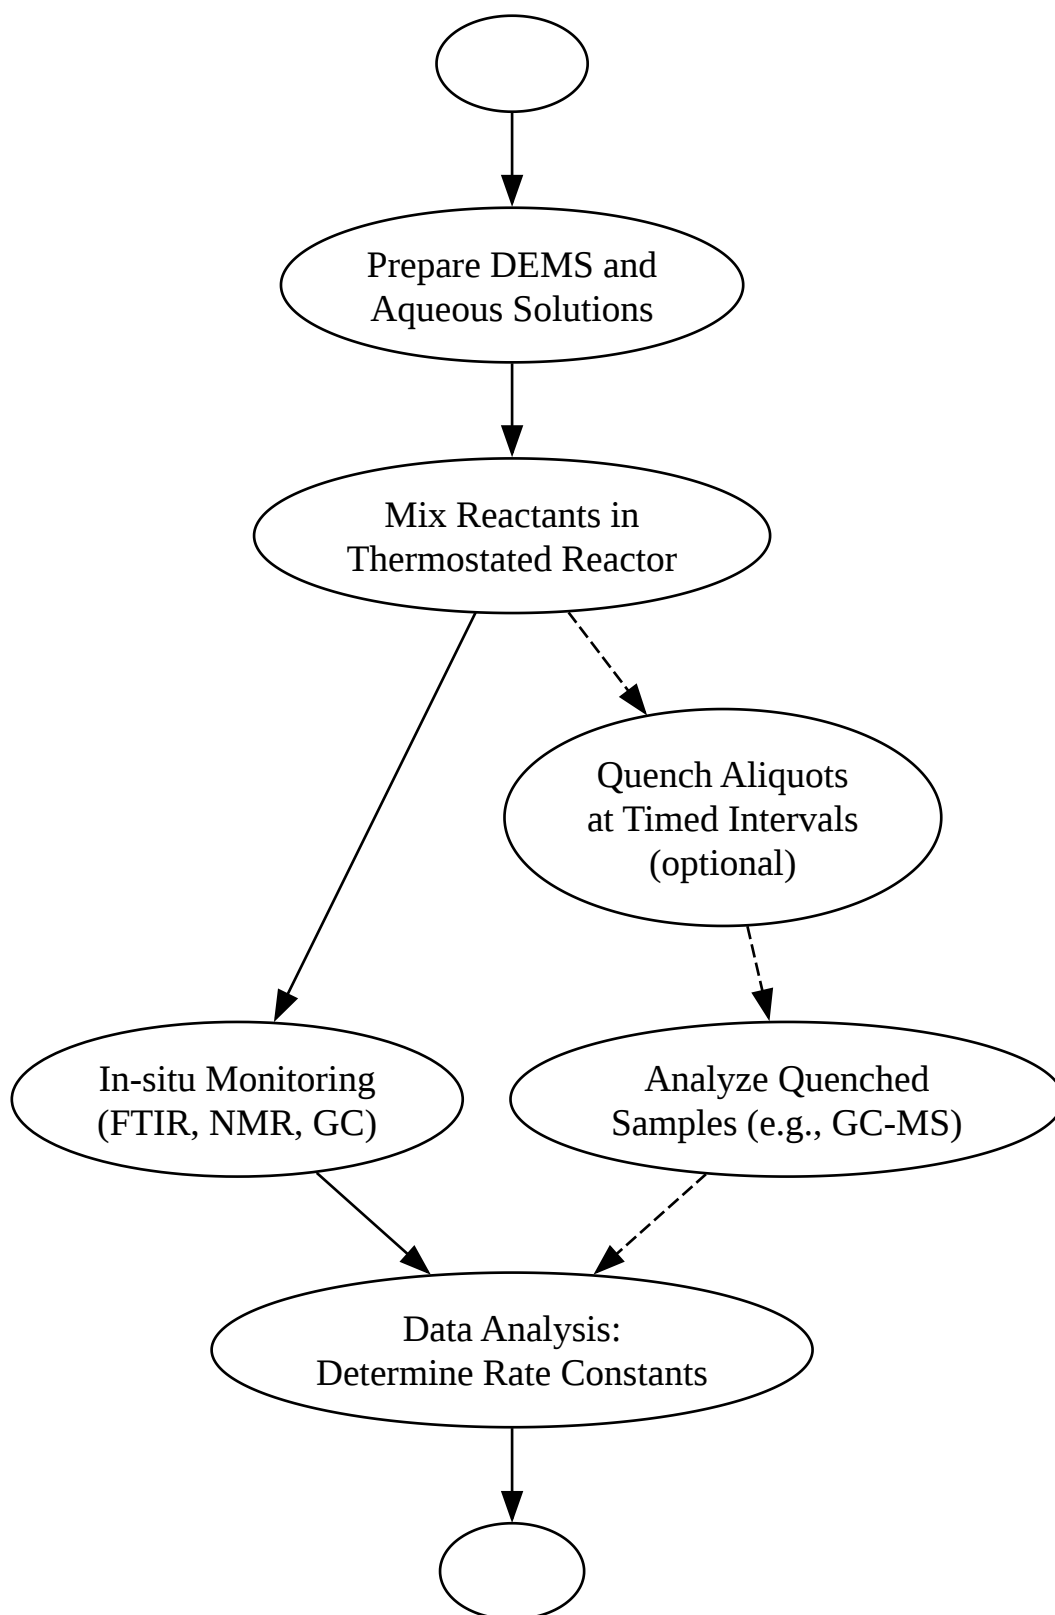 Prepare DEMS and
Aqueous Solutions
Mix Reactants in
Thermostated Reactor
Quench Aliquots
at Timed Intervals
(optional)
In-situ Monitoring
(FTIR, NMR, GC)
Analyze Quenched
Samples (e.g., GC-MS)
Data Analysis:
Determine Rate Constants